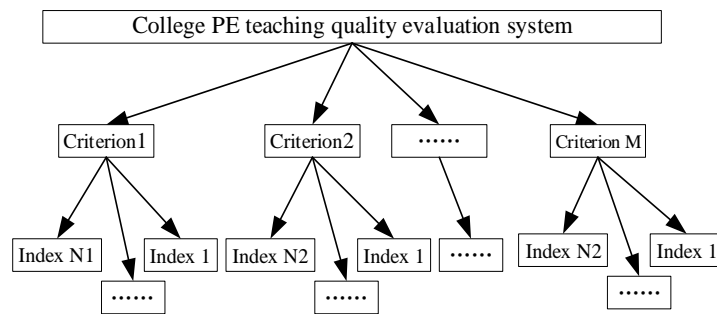 College PE teaching quality evaluation system
Criterion1
Criterion2
······
Criterion M
Index N1
······
Index 1
Index N2
······
Index 1
······
Index N2
······
Index 1